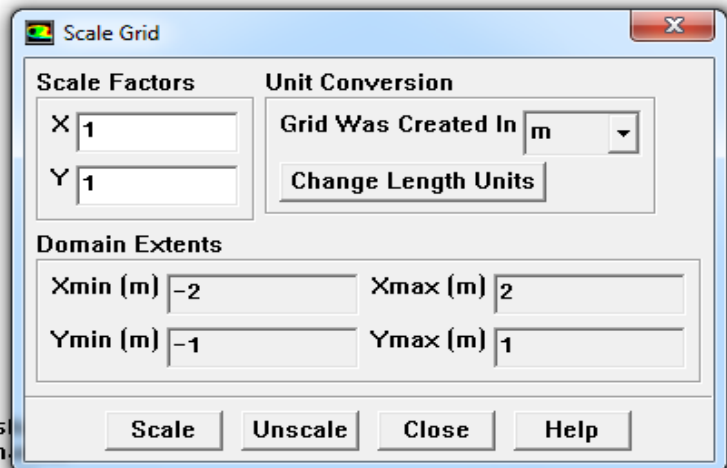 Scale Grid
Scale Factors
X 1
Y 1
Unit Conversion
Grid Was Created In m
Change Length Units
Domain Extents
Xmin (m) -2 Xmax (m) 2
Ymin (m) -1 Ymax (m) 1
Scale Unscale Close Help